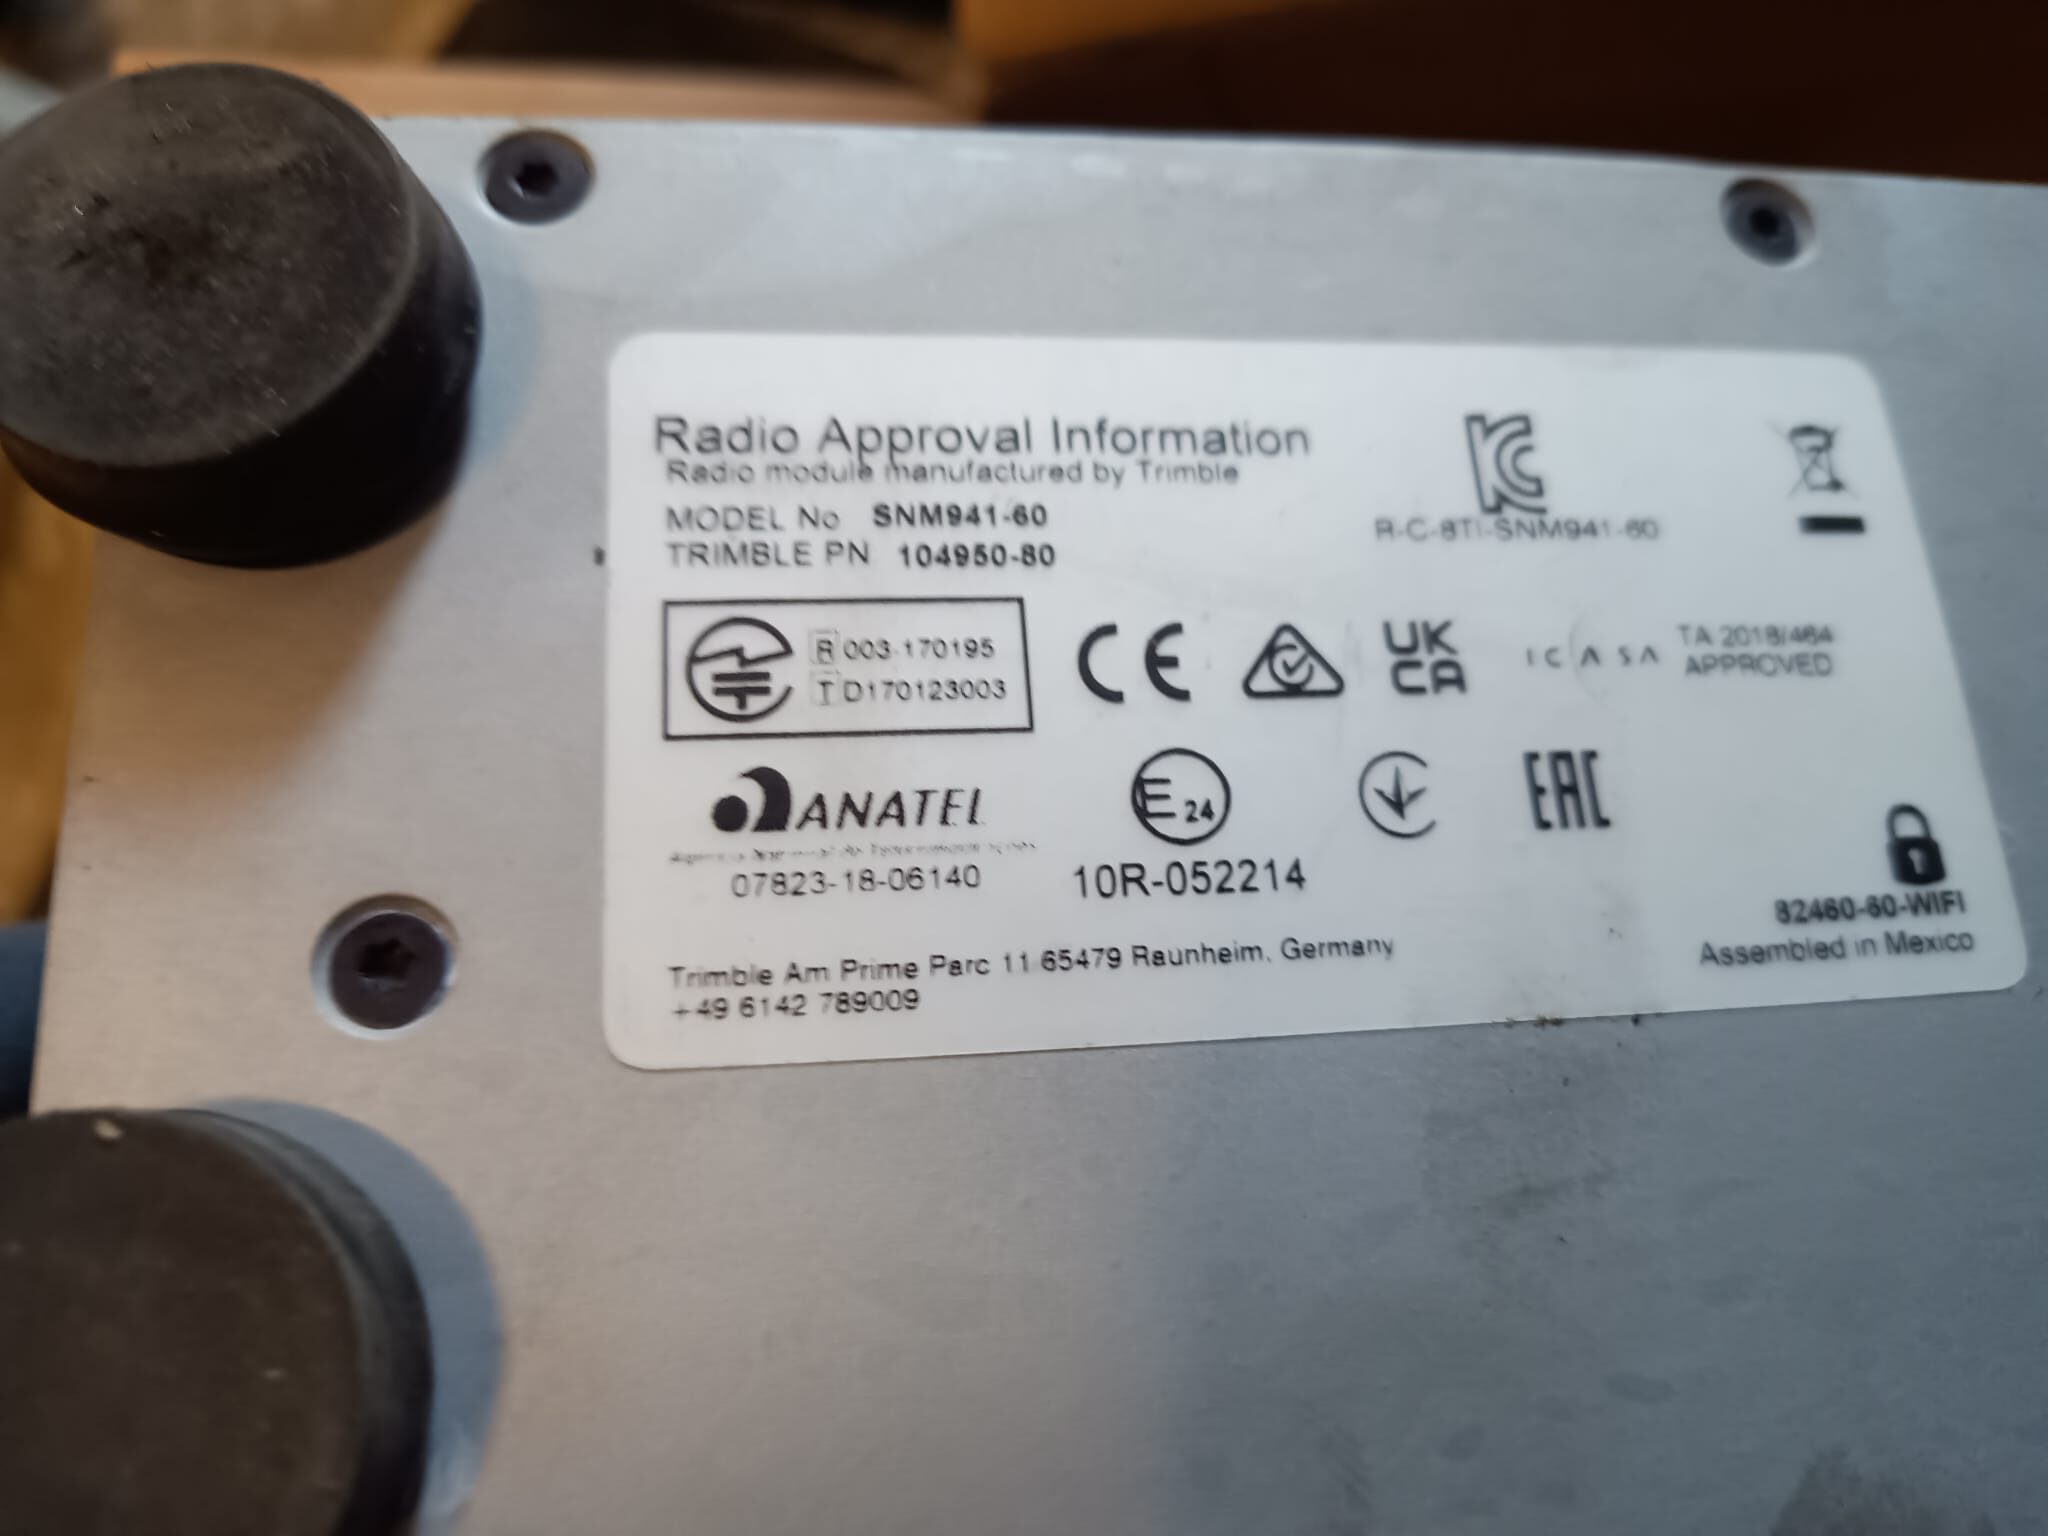 Radio Approval Information
Radio module manufactured by Trimble
MODEL No SNM941-60
TRIMBLE PN 104950-80
R-C-8TI-SNM941-60
R 003-170195
T D170123003
CE
UK
CA
ICASA
TA 2018/464
APPROVED
ANATEL
07823-18-06140
E 24
10R-052214
EAC
82460-60-WIFI
Assembled in Mexico
Trimble Am Prime Parc 11 65479 Raunheim, Germany
+49 6142 789009